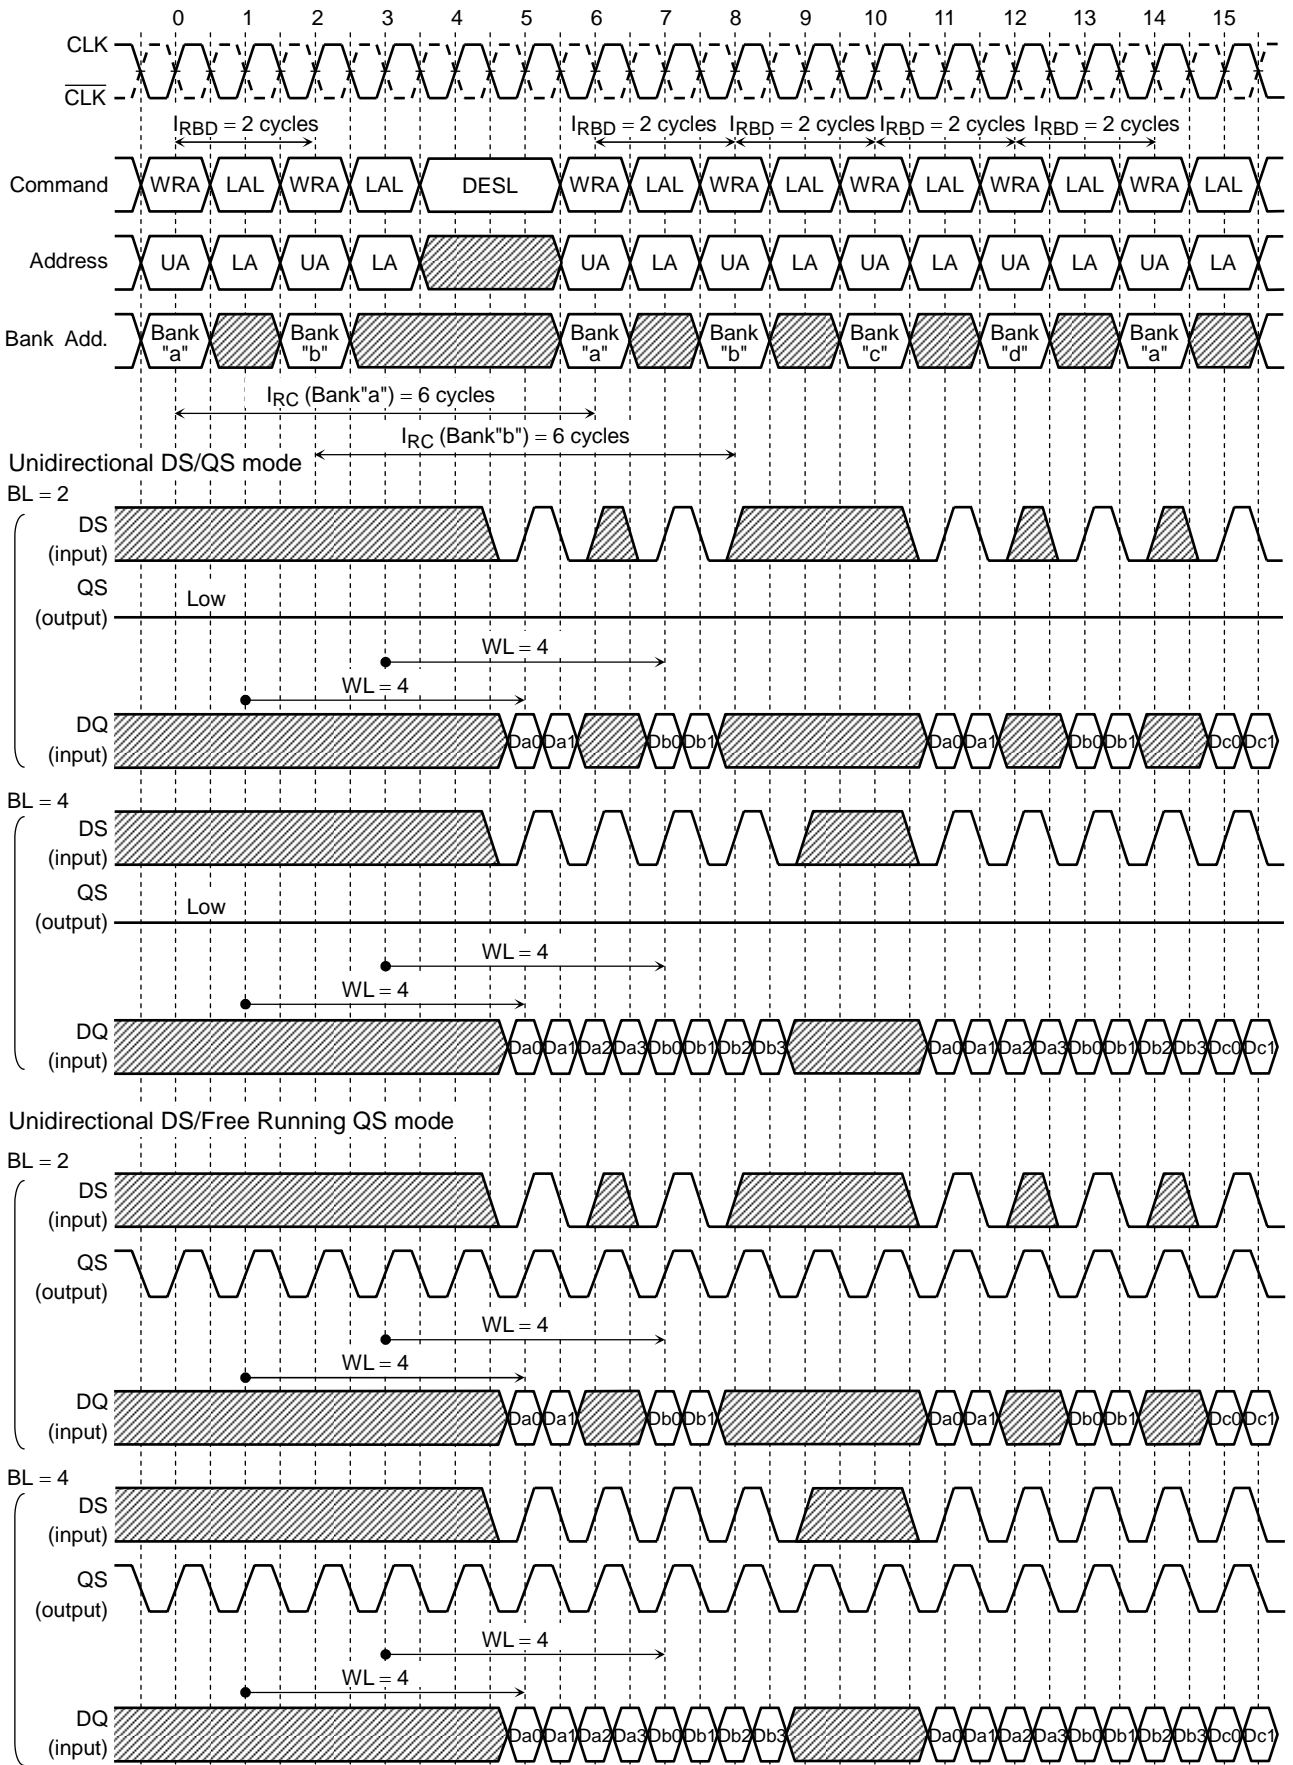 0 1 2 3 4 5 6 7 8 9 10 11 12 13 14 15
CLK
CLK
IRBD = 2 cycles IRBD = 2 cycles IRBD = 2 cycles IRBD = 2 cycles IRBD = 2 cycles
Command WRA LAL WRA LAL DESL WRA LAL WRA LAL WRA LAL WRA LAL WRA LAL
Address UA LA UA LA UA LA UA LA UA LA UA LA UA LA
Bank Add. Bank "a" Bank "b" Bank "a" Bank "b" Bank "c" Bank "d" Bank "a"
IRC (Bank"a") = 6 cycles
IRC (Bank"b") = 6 cycles
Unidirectional DS/QS mode
BL = 2
DS
(input)
QS
Low
(output)
WL = 4
WL = 4
DQ
(input)
Da0 Da1 Db0 Db1 Da0 Da1 Db0 Db1 Dc0 Dc1
BL = 4
DS
(input)
QS
Low
(output)
WL = 4
WL = 4
DQ
(input)
Da0 Da1 Da2 Da3 Db0 Db1 Db2 Db3 Da0 Da1 Da2 Da3 Db0 Db1 Db2 Db3 Dc0 Dc1
Unidirectional DS/Free Running QS mode
BL = 2
DS
(input)
QS
(output)
WL = 4
WL = 4
DQ
(input)
Da0 Da1 Db0 Db1 Da0 Da1 Db0 Db1 Dc0 Dc1
BL = 4
DS
(input)
QS
(output)
WL = 4
WL = 4
DQ
(input)
Da0 Da1 Da2 Da3 Db0 Db1 Db2 Db3 Da0 Da1 Da2 Da3 Db0 Db1 Db2 Db3 Dc0 Dc1